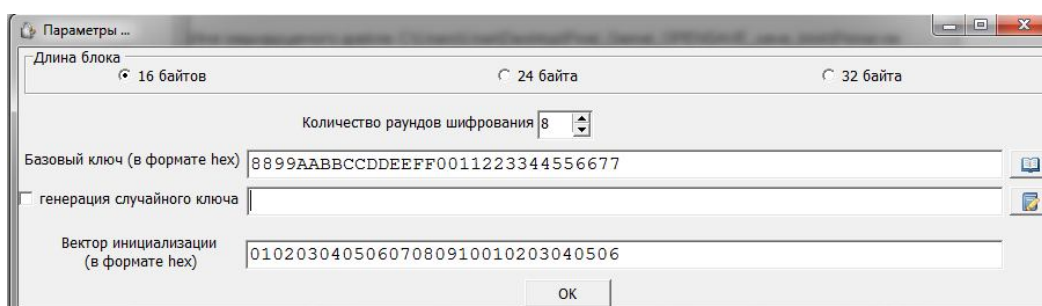 Параметры ...
Длина блока
16 байтов 24 байта 32 байта
Количество раундов шифрования 8
Базовый ключ (в формате hex) 8899AABBCCDDEEFF0011223344556677
генерация случайного ключа
Вектор инициализации
(в формате hex) 01020304050607080910010203040506
OK